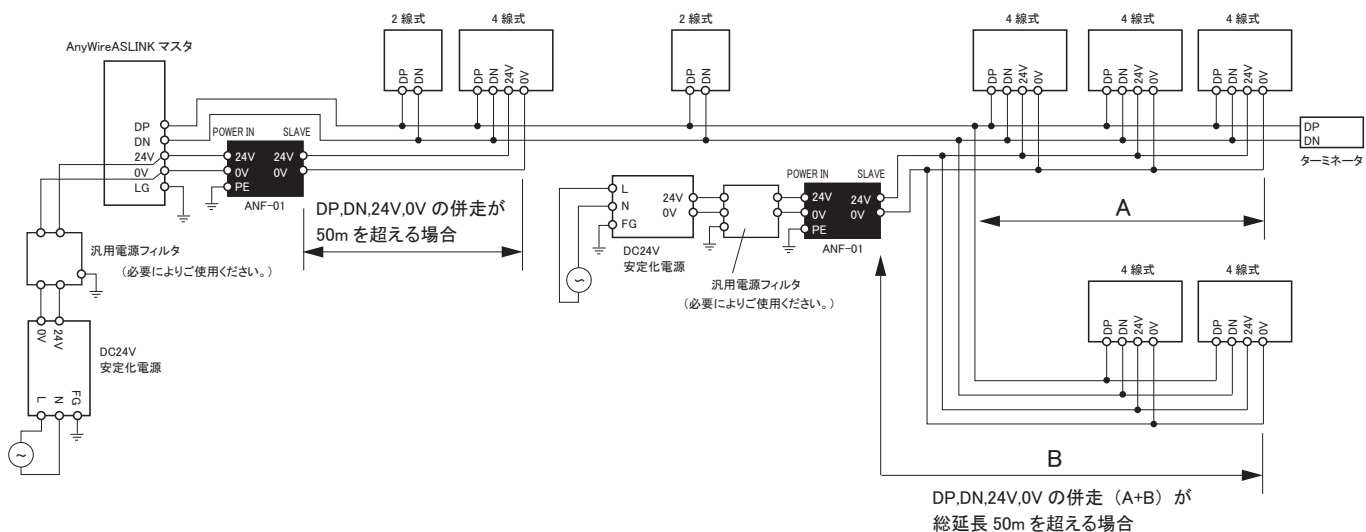 AnyWireASLINK マスタ
DP
DN
24V
0V
LG
POWER IN
SLAVE
24V
0V
PE
24V
0V
ANF-01
DP,DN,24V,0V の併走が
50m を超える場合
汎用電源フィルタ
（必要によりご使用ください。）
0V
24V
DC24V
安定化電源
L
N
FG
~
2 線式
DP
DN
4 線式
DP
DN
24V
0V
2 線式
DP
DN
L
N
FG
24V
0V
DC24V
安定化電源
~
汎用電源フィルタ
（必要によりご使用ください。）
POWER IN
SLAVE
24V
0V
PE
24V
0V
ANF-01
4 線式
DP
DN
24V
0V
4 線式
DP
DN
24V
0V
4 線式
DP
DN
24V
0V
DP
DN
ターミネータ
A
4 線式
DP
DN
24V
0V
4 線式
DP
DN
24V
0V
B
DP,DN,24V,0V の併走（A+B）が
総延長 50m を超える場合